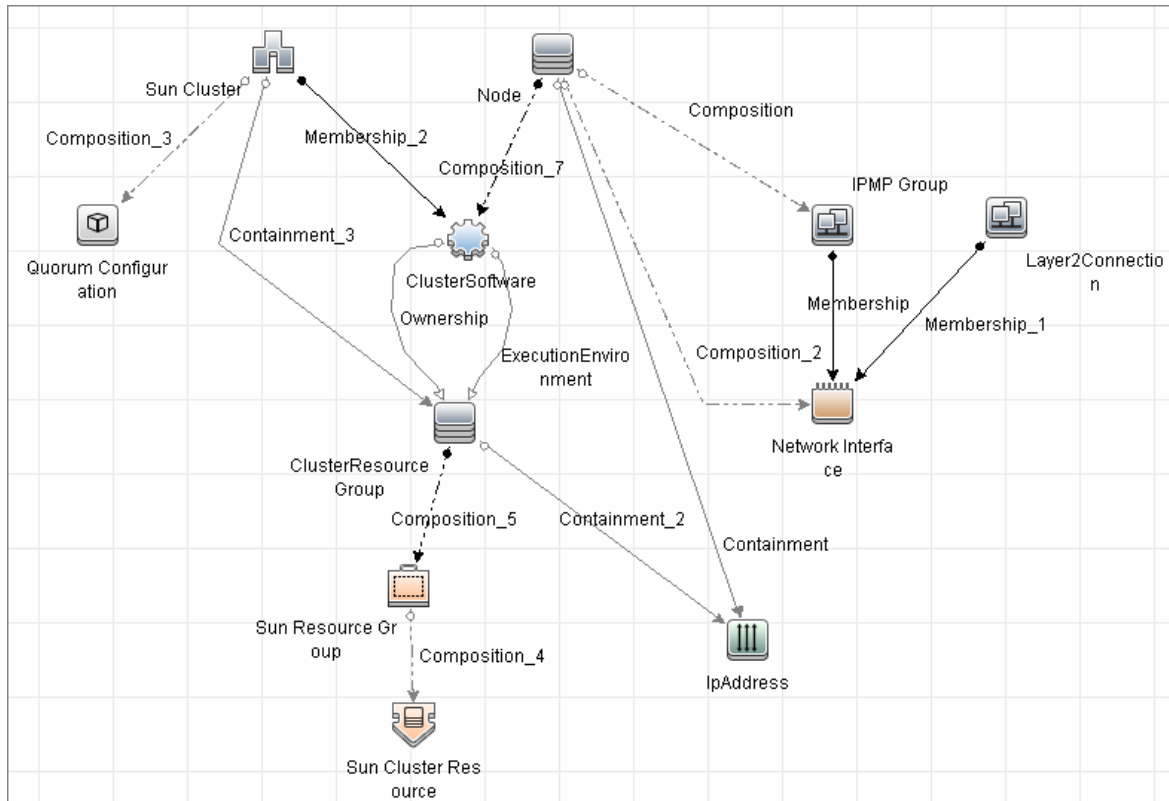 Sun Cluster
Node
Composition
Composition_3
Membership_2
Composition_7
IPMP Group
Containment_3
Quorum Configur
ation
Layer2Connectio
n
ClusterSoftware
Membership
Ownership
Membership_1
ExecutionEnviro
nment
Composition_2
Network Interfa
ce
ClusterResource
Group
Composition_5
Containment_2
Containment
Sun Resource Gr
oup
Composition_4
IpAddress
Sun Cluster Res
ource